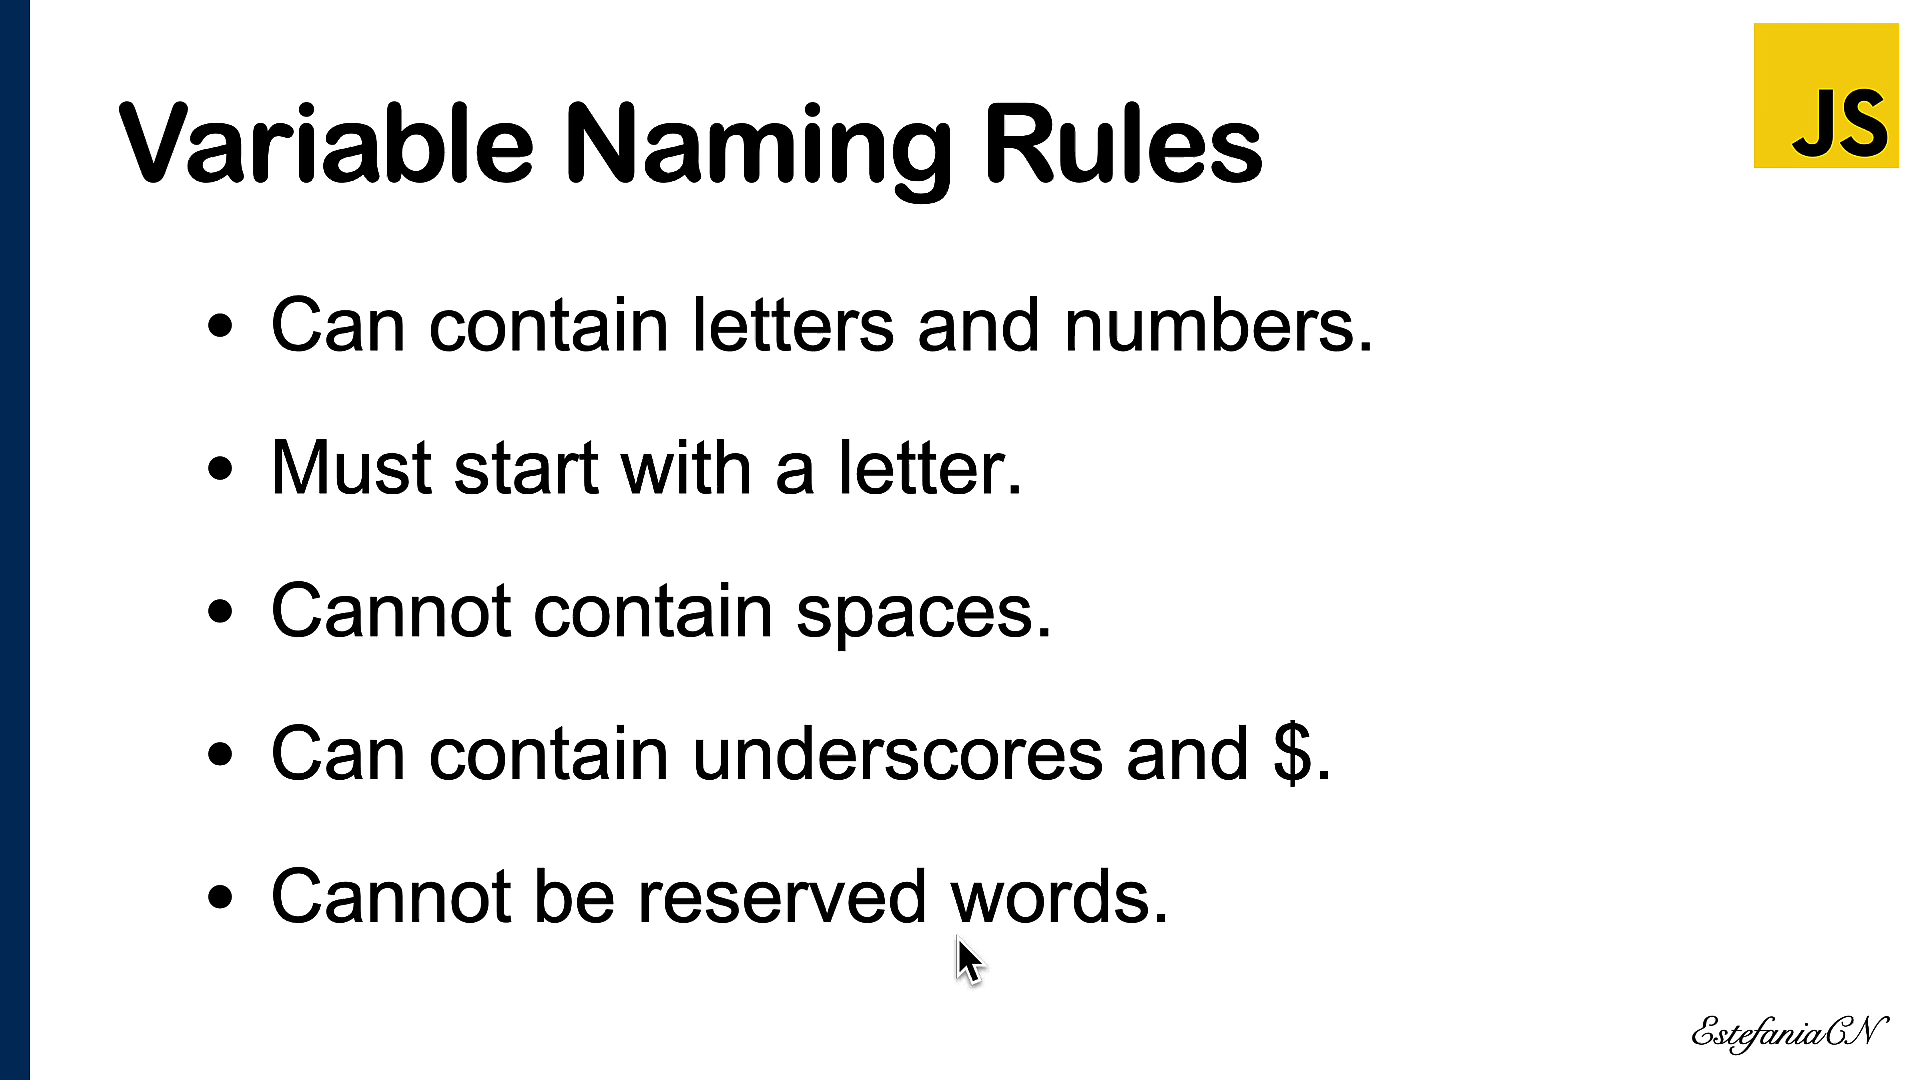 JS
Variable Naming Rules
• Can contain letters and numbers.
• Must start with a letter.
• Cannot contain spaces.
• Can contain underscores and $.
• Cannot be reserved words.
EstefaniaCN